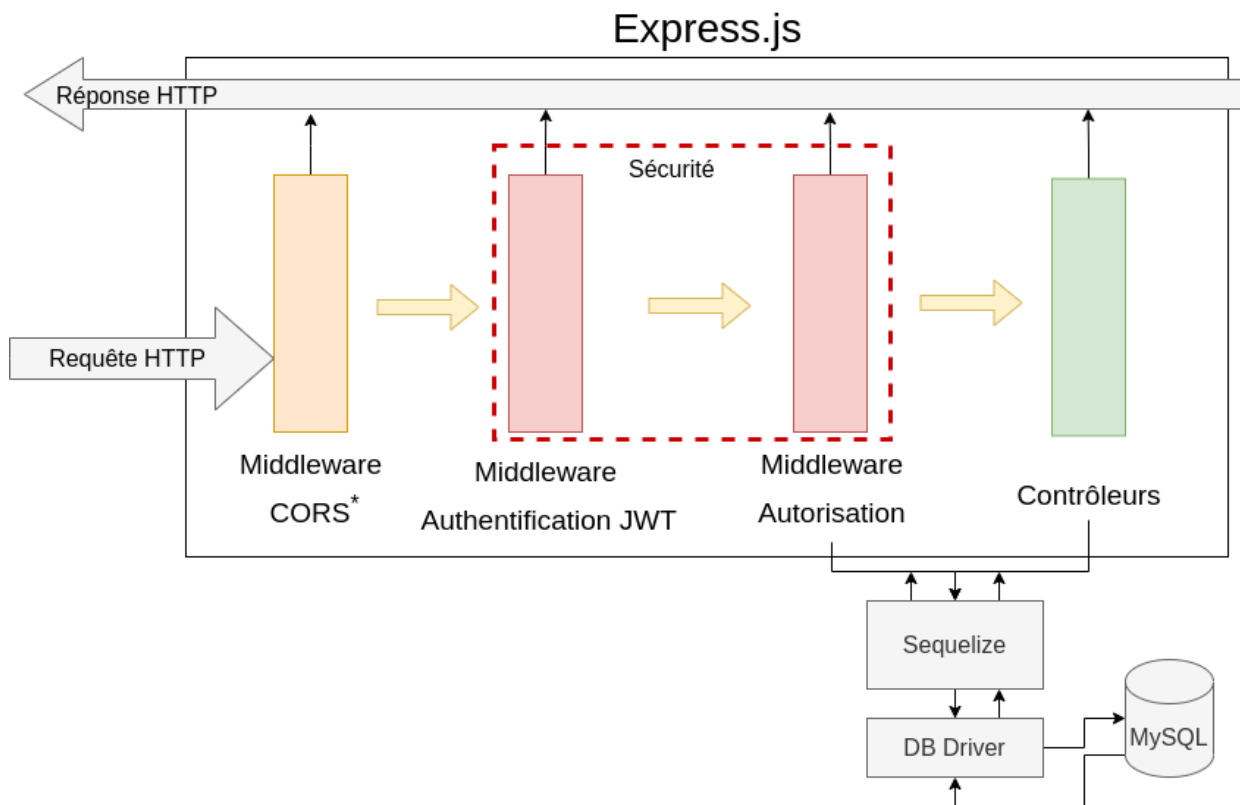 Express.js
Réponse HTTP
Sécurité
Requête HTTP
Middleware
CORS*
Middleware
Authentification JWT
Middleware
Autorisation
Contrôleurs
Sequelize
DB Driver
MySQL